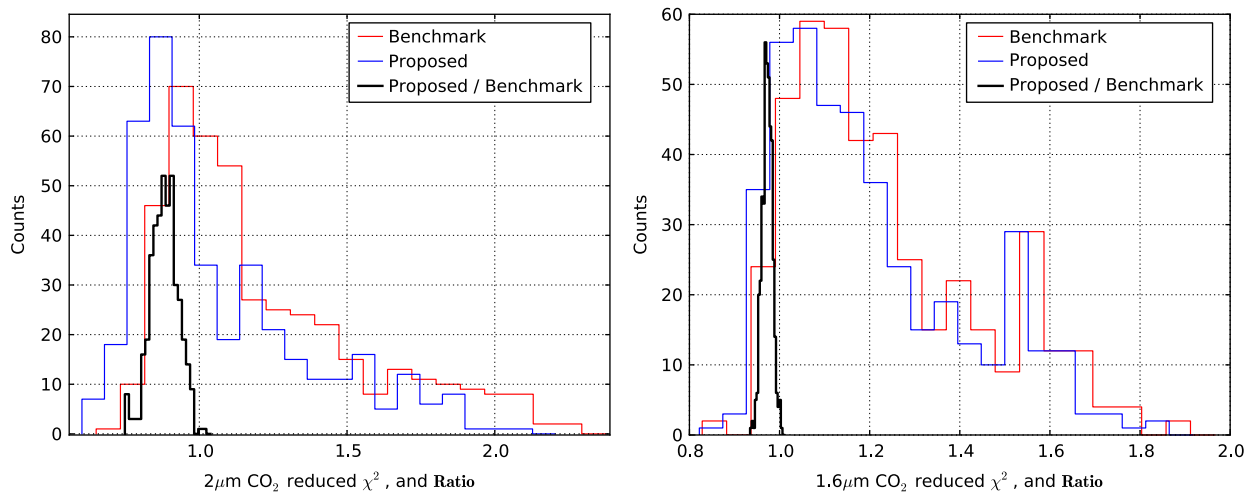 80
70
60
50
40
30
20
10
0
Counts
1.0
1.5
2.0
2μm CO₂ reduced χ² , and Ratio
Benchmark
Proposed
Proposed / Benchmark
60
50
40
30
20
10
0
Counts
0.8
1.0
1.2
1.4
1.6
1.8
2.0
1.6μm CO₂ reduced χ² , and Ratio
Benchmark
Proposed
Proposed / Benchmark